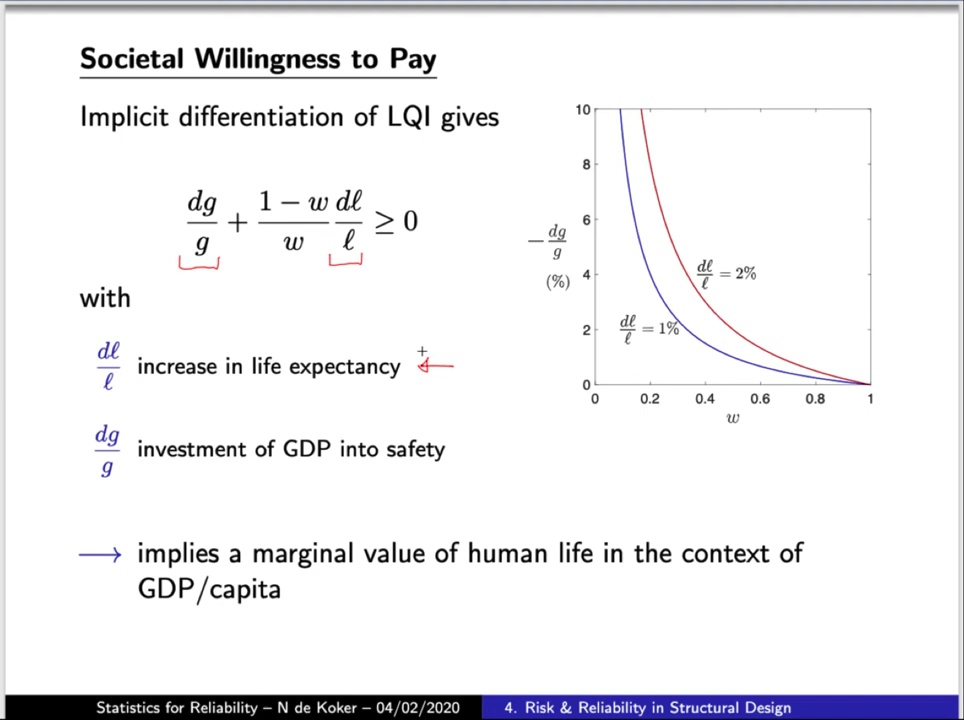 Societal Willingness to Pay
Implicit differentiation of LQI gives
dg/g + (1 − w)/w dℓ/ℓ ≥ 0
with
dℓ/ℓ increase in life expectancy +
dg/g investment of GDP into safety
10
8
6
4
2
0
−dg/g
(%)
dℓ/ℓ = 2%
dℓ/ℓ = 1%
0 0.2 0.4 0.6 0.8 1
w
⟶ implies a marginal value of human life in the context of
GDP/capita
Statistics for Reliability – N de Koker – 04/02/2020 4. Risk & Reliability in Structural Design